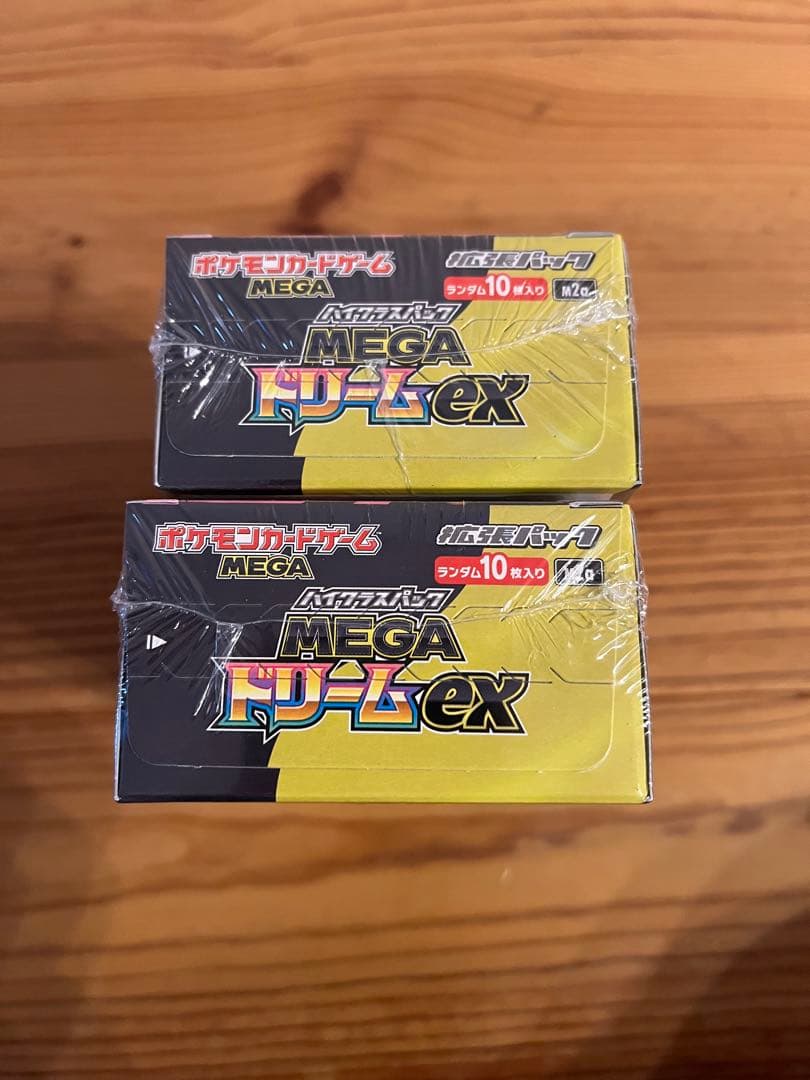 ポケモンカードゲーム
MEGA
拡張パック
ランダム10枚入り M2a
ハイクラスパック
MEGA
ドリームex
ポケモンカードゲーム
MEGA
拡張パック
ランダム10枚入り M2a
ハイクラスパック
MEGA
ドリームex